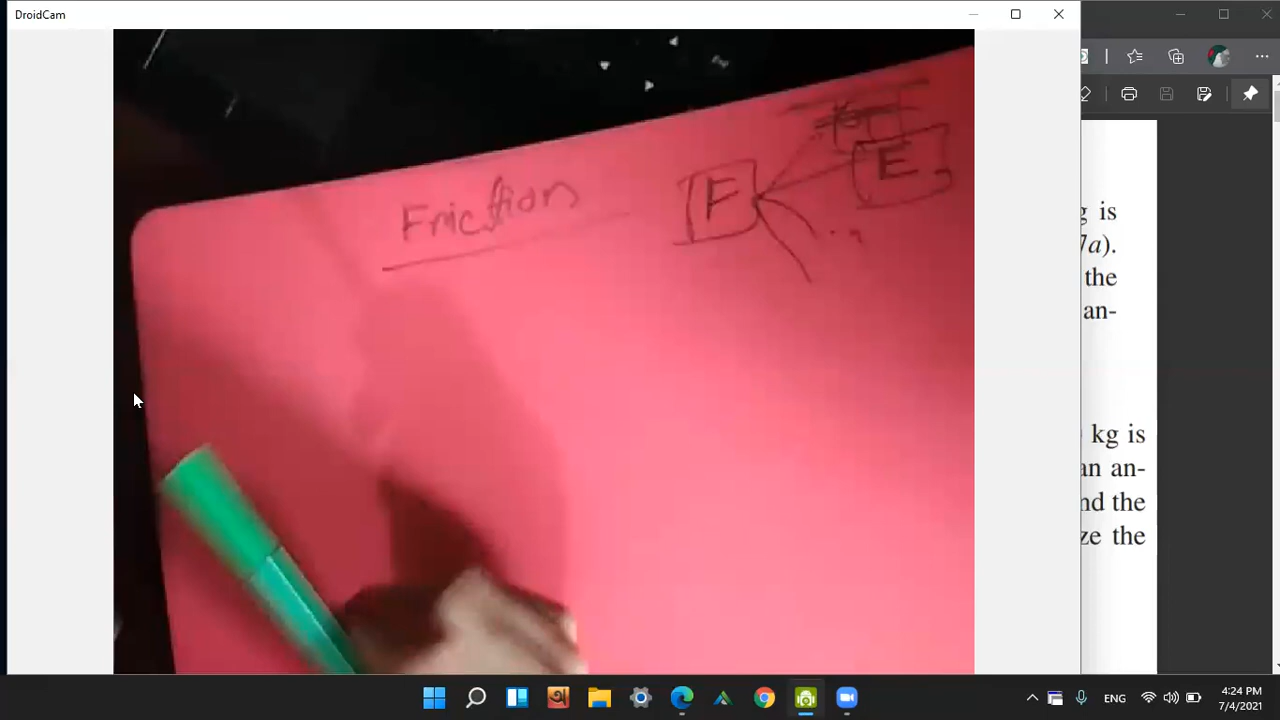 DroidCam
Friction
F
E
g is
7a).
the
an-
kg is
an an-
nd the
ze the
ENG
4:24 PM
7/4/2021